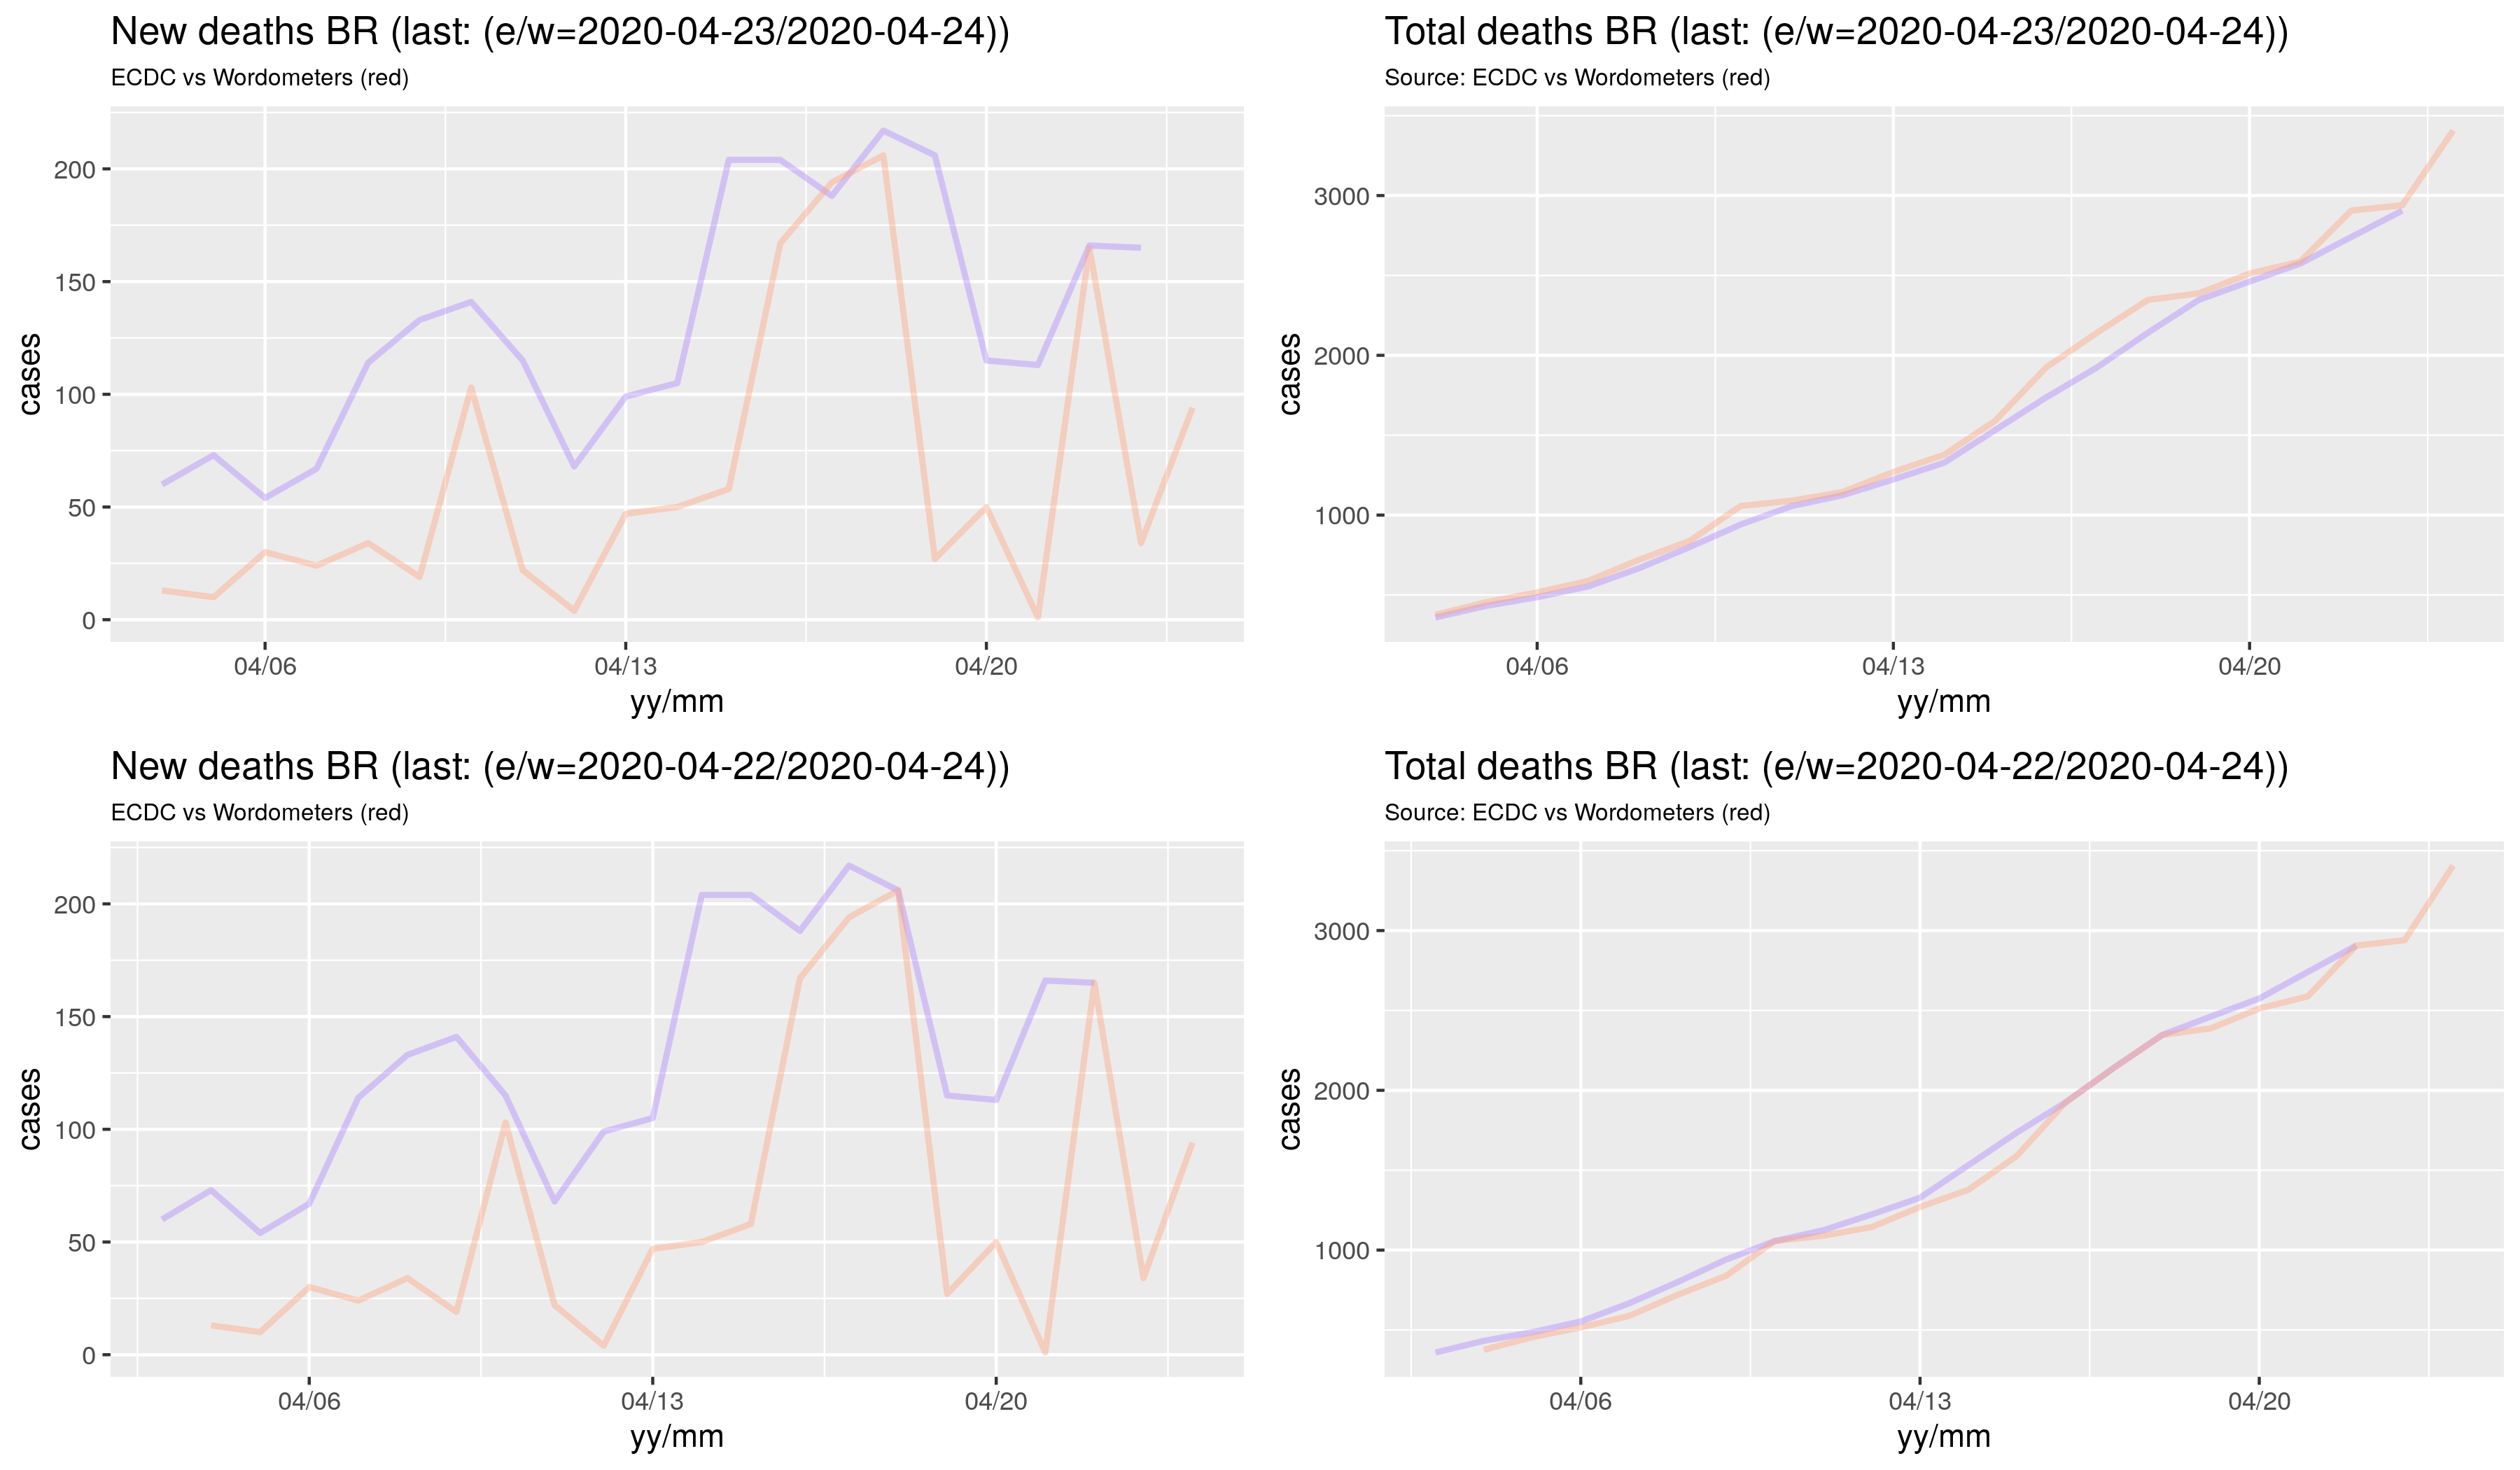 New deaths BR (last: (e/w=2020-04-23/2020-04-24))
ECDC vs Wordometers (red)
cases
200
150
100
50
0
04/06 04/13 04/20
yy/mm
Total deaths BR (last: (e/w=2020-04-23/2020-04-24))
Source: ECDC vs Wordometers (red)
cases
3000
2000
1000
04/06 04/13 04/20
yy/mm
New deaths BR (last: (e/w=2020-04-22/2020-04-24))
ECDC vs Wordometers (red)
cases
200
150
100
50
0
04/06 04/13 04/20
yy/mm
Total deaths BR (last: (e/w=2020-04-22/2020-04-24))
Source: ECDC vs Wordometers (red)
cases
3000
2000
1000
04/06 04/13 04/20
yy/mm